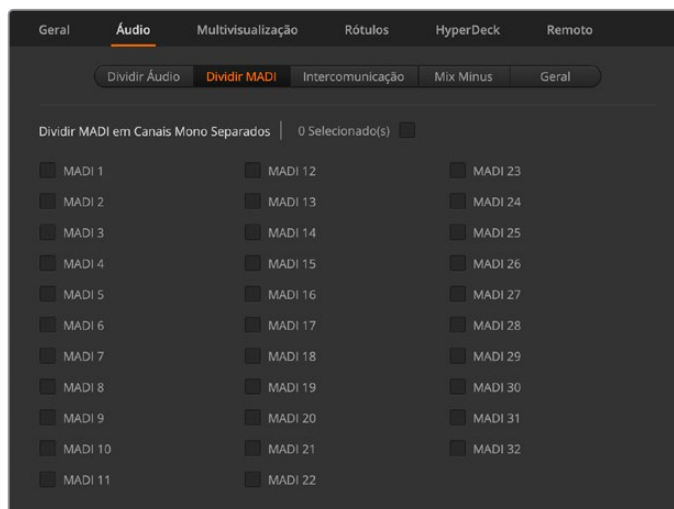 Geral Áudio Multivisualização Rótulos HyperDeck Remoto
Dividir Áudio Dividir MADI Intercomunicação Mix Minus Geral
Dividir MADI em Canais Mono Separados 0 Selecionado(s)
MADI 1 MADI 12 MADI 23
MADI 2 MADI 13 MADI 24
MADI 3 MADI 14 MADI 25
MADI 4 MADI 15 MADI 26
MADI 5 MADI 16 MADI 27
MADI 6 MADI 17 MADI 28
MADI 7 MADI 18 MADI 29
MADI 8 MADI 19 MADI 30
MADI 9 MADI 20 MADI 31
MADI 10 MADI 21 MADI 32
MADI 11 MADI 22